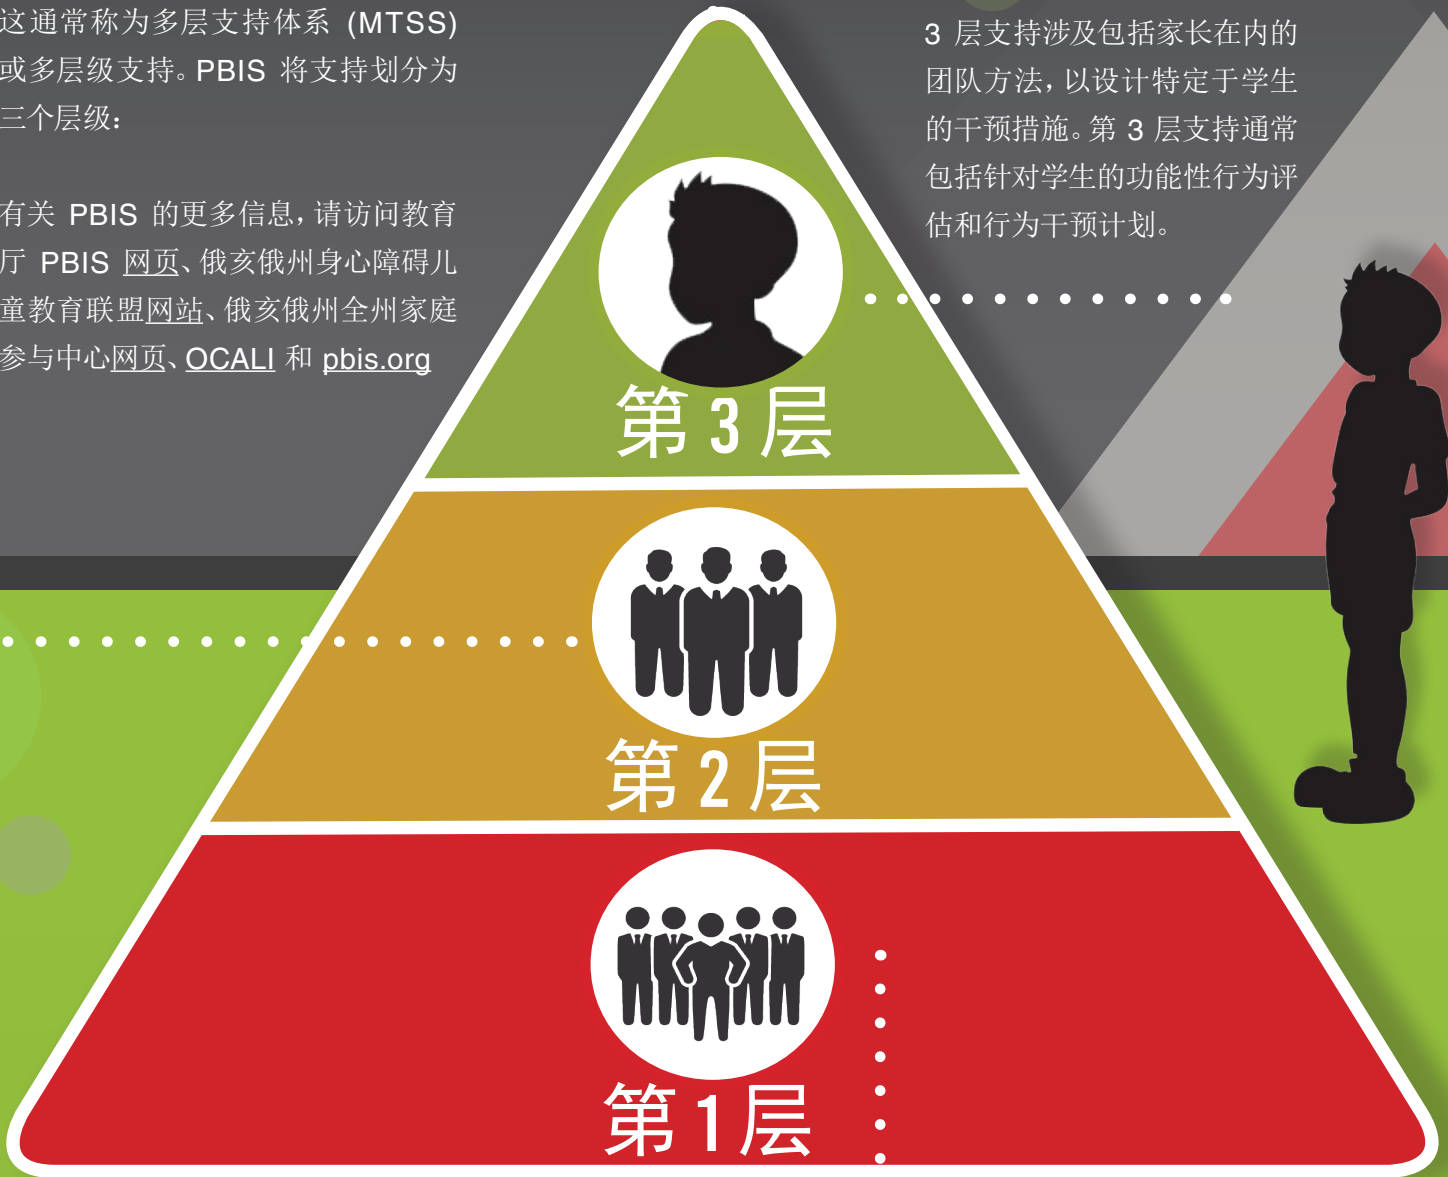 这通常称为多层支持体系 (MTSS)
或多层级支持。PBIS 将支持划分为
三个层级：
有关 PBIS 的更多信息，请访问教育
厅 PBIS 网页、俄亥俄州身心障碍儿
童教育联盟网站、俄亥俄州全州家庭
参与中心网页、OCALI 和 pbis.org
3 层支持涉及包括家长在内的
团队方法，以设计特定于学生
的干预措施。第 3 层支持通常
包括针对学生的功能性行为评
估和行为干预计划。
第 3 层
第 2 层
第 1 层